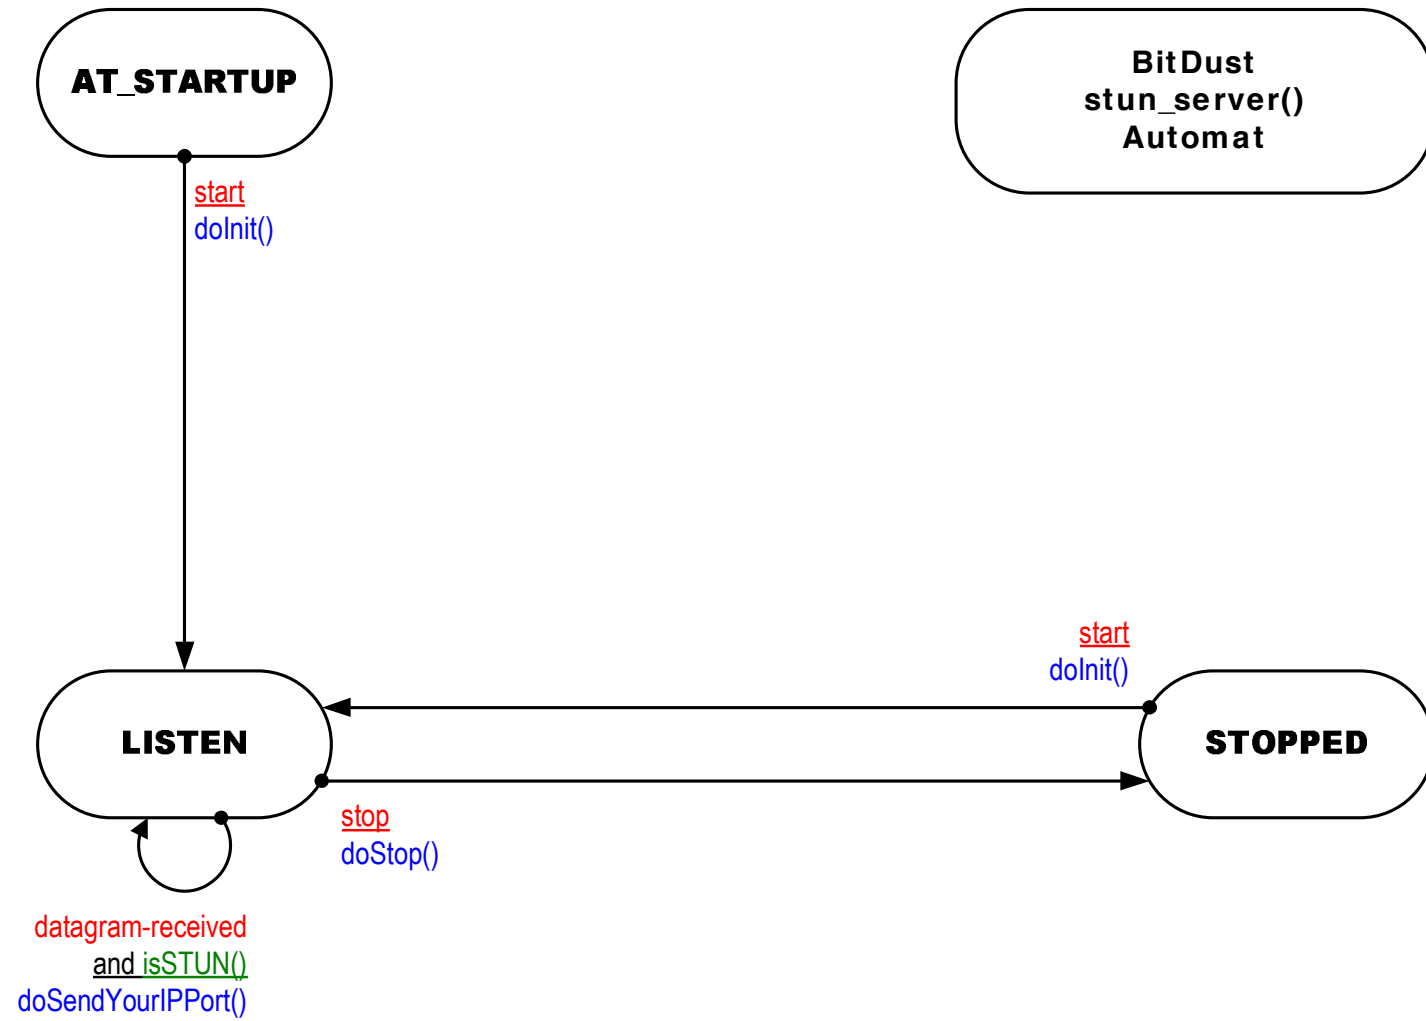 AT_STARTUP
BitDust
stun_server()
Automat
start
doInit()
start
doInit()
LISTEN
STOPPED
stop
doStop()
datagram-received
and isSTUN()
doSendYourIPPort()